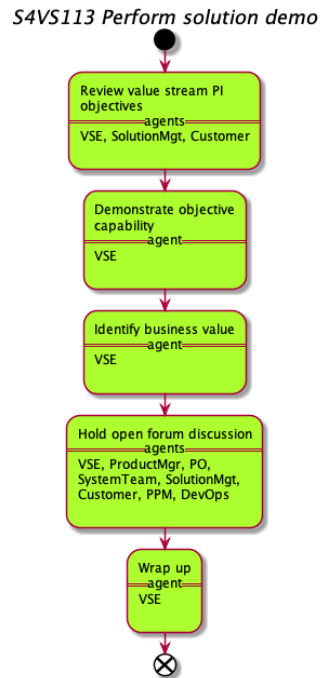 S4VS113 Perform solution demo
Review value stream PI
objectives
agents
VSE, SolutionMgt, Customer
Demonstrate objective
capability
agent
VSE
Identify business value
agent
VSE
Hold open forum discussion
agents
VSE, ProductMgr, PO,
SystemTeam, SolutionMgt,
Customer, PPM, DevOps
Wrap up
agent
VSE